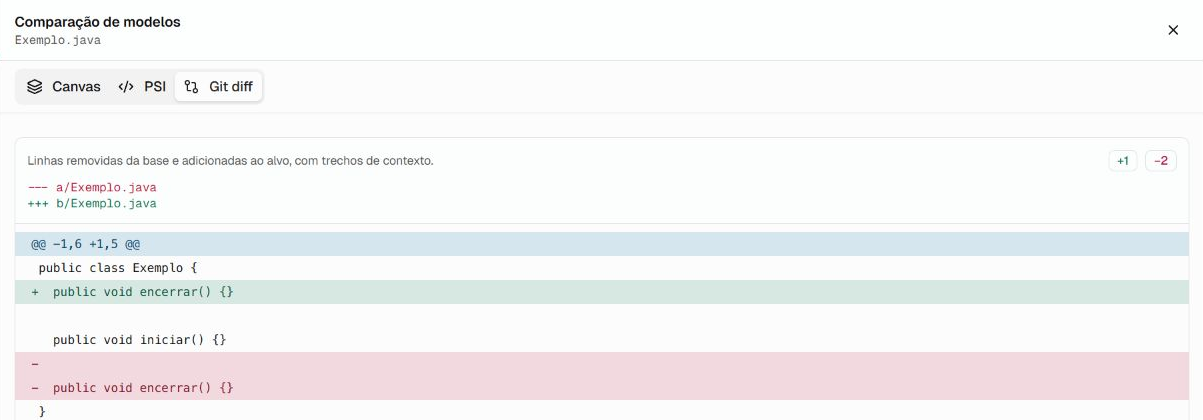 Comparação de modelos
Exemplo.java
Canvas </> PSI Git diff
Linhas removidas da base e adicionadas ao alvo, com trechos de contexto. +1 −2
--- a/Exemplo.java
+++ b/Exemplo.java
@@ -1,6 +1,5 @@
public class Exemplo {
+  public void encerrar() {}
public void iniciar() {}
-
-  public void encerrar() {}
}